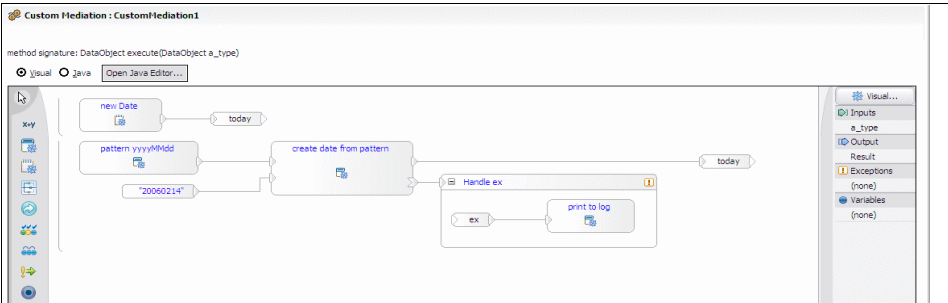 Custom Mediation : CustomMediation1
method signature: DataObject execute(DataObject a_type)
Visual Java Open Java Editor...
x+y
new Date
today
pattern yyyyMMdd
"20060214"
create date from pattern
today
Handle ex
ex
print to log
Visual...
Inputs
a_type
Output
Result
Exceptions
(none)
Variables
(none)